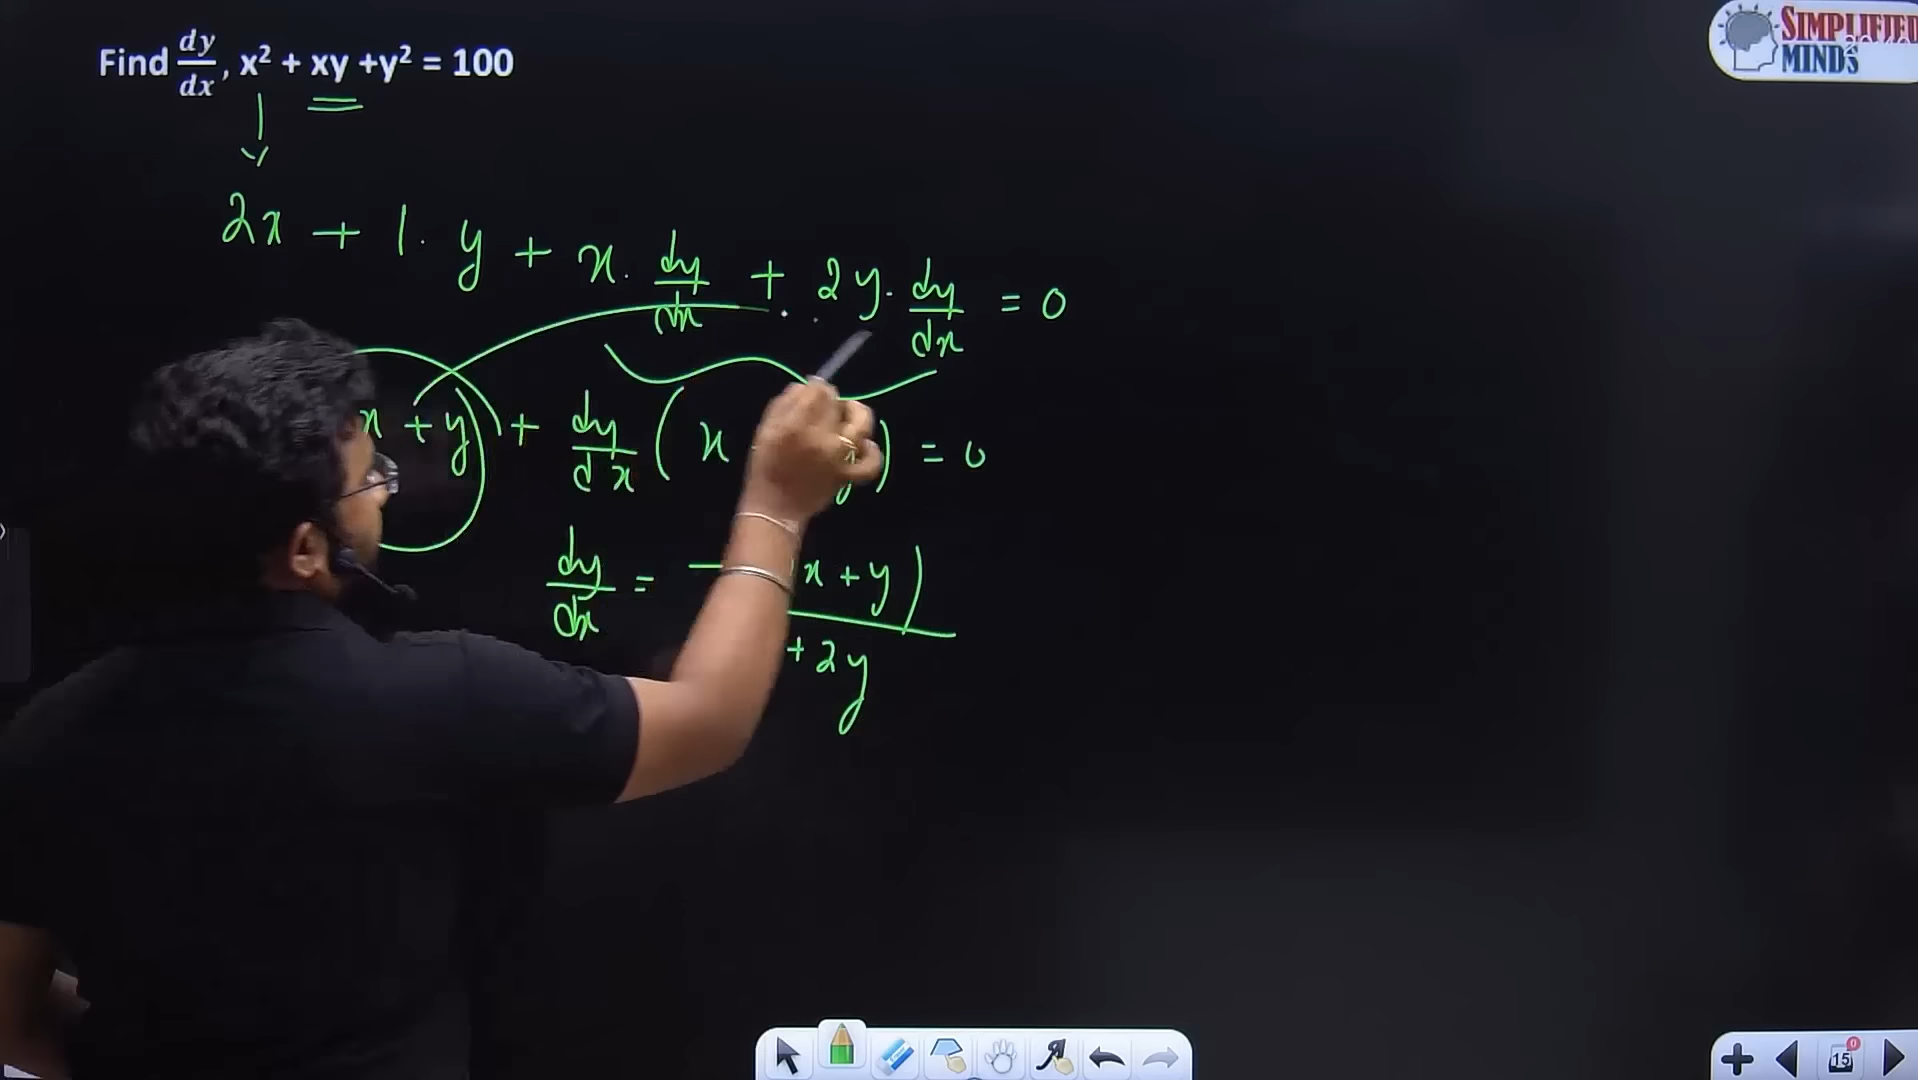 Find dy/dx, x² + xy +y² = 100
SIMPLIFIED
MINDS
2x + 1. y + x. dy/dx + 2y. dy/dx = 0
x + y) + dy/dx ( x y) = 0
dy/dx = - x + y)
+ 2y
15
0